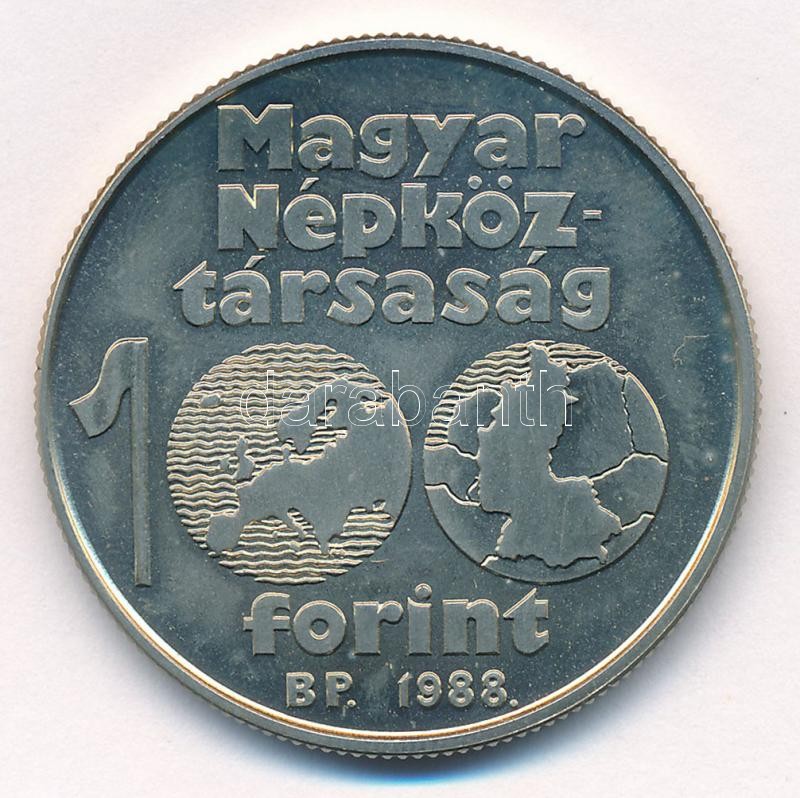 Magyar
Népköz-
társaság
100
darabanth
forint
BP. 1988.